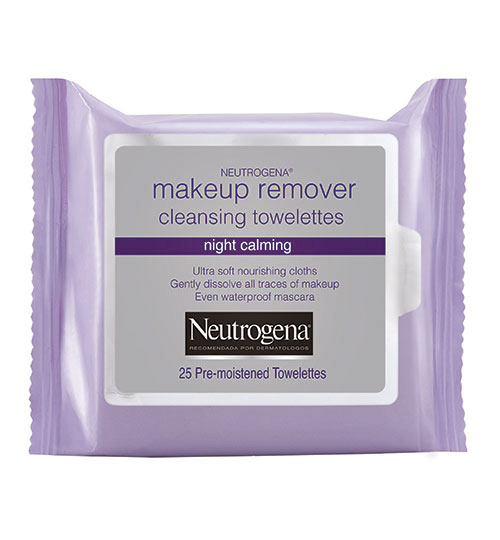 NEUTROGENA®
makeup remover
cleansing towelettes
night calming
Ultra soft nourishing cloths
Gently dissolve all traces of makeup
Even waterproof mascara
Neutrogena®
RECOMENDADA POR DERMATOLOGOS
25 Pre-moistened Towelettes